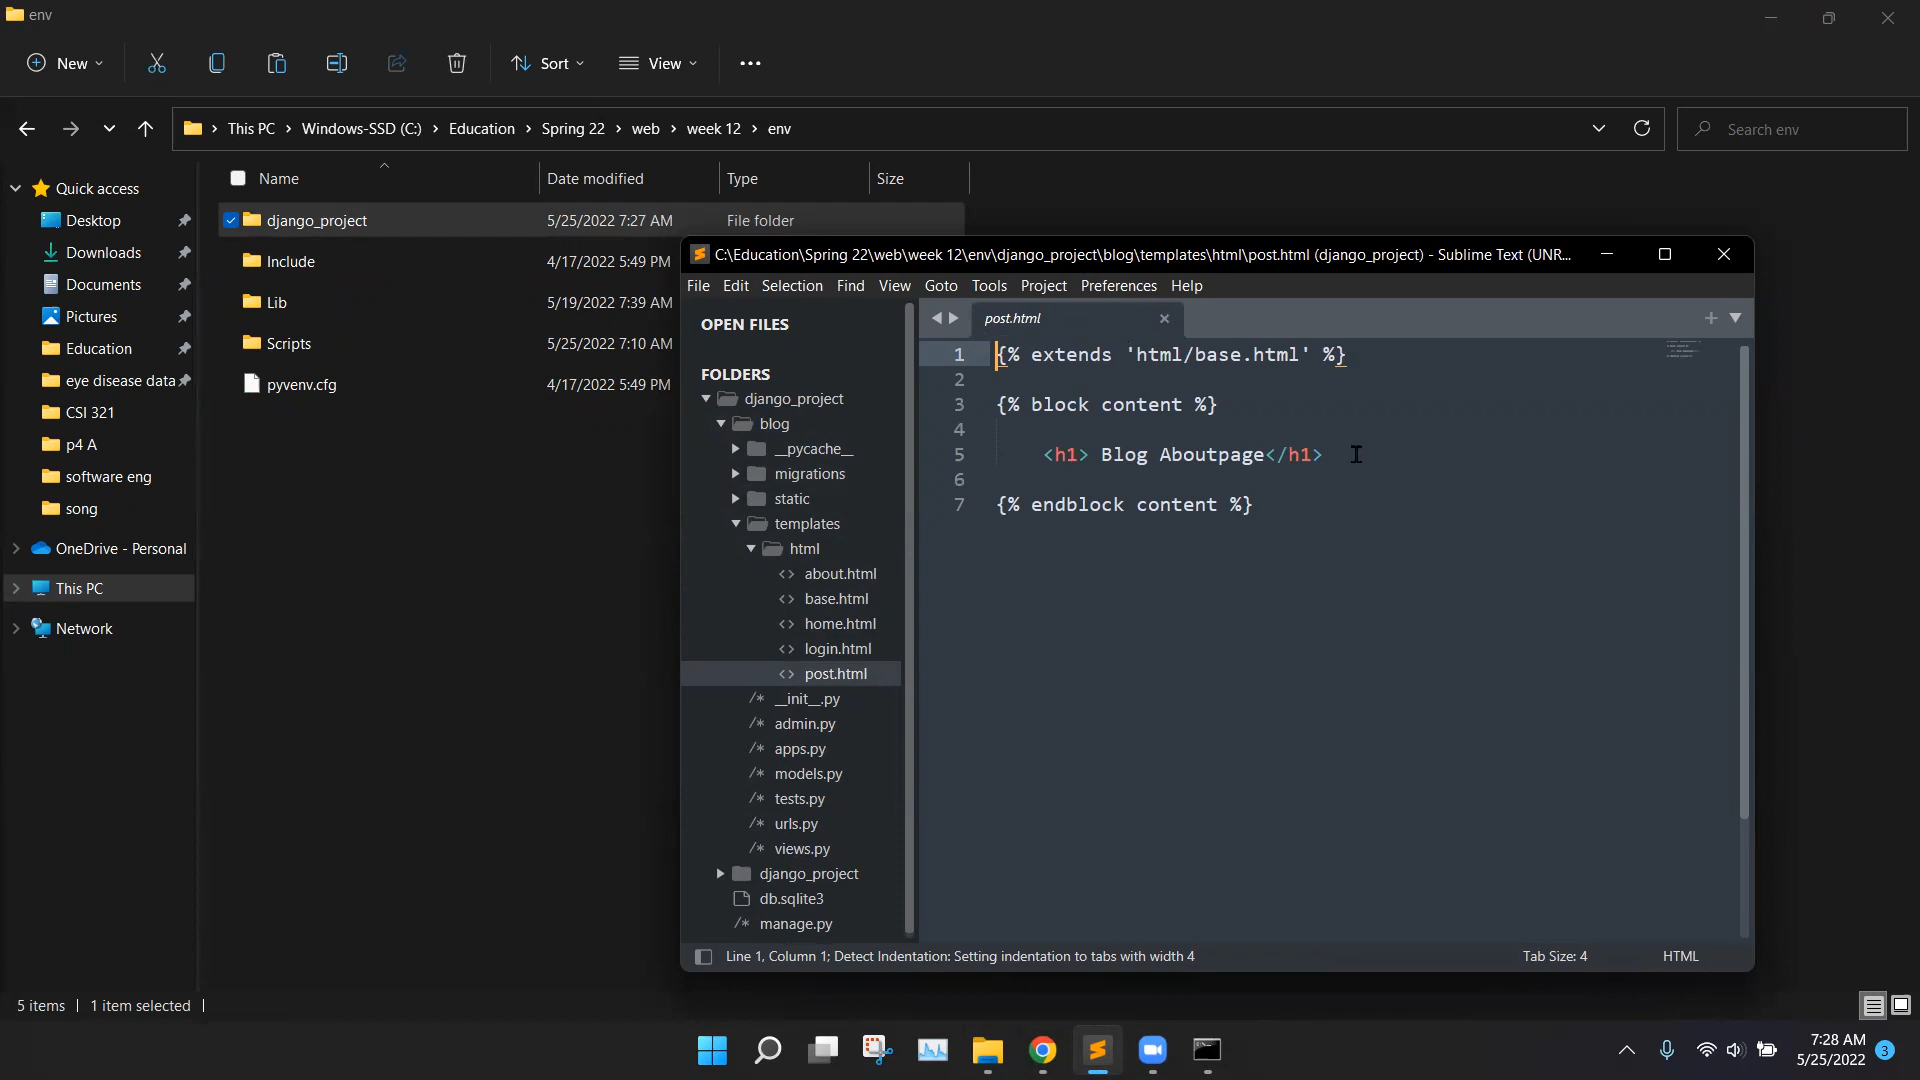 env
New
Sort
View
This PC
Windows-SSD (C:)
Education
Spring 22
web
week 12
env
Search env
Name
Date modified
Type
Size
Quick access
Desktop
Downloads
Documents
Pictures
Education
eye disease data
CSI 321
p4 A
software eng
song
OneDrive - Personal
This PC
Network
django_project 5/25/2022 7:27 AM File folder
Include 4/17/2022 5:49 PM
Lib 5/19/2022 7:39 AM
Scripts 5/25/2022 7:10 AM
pyvenv.cfg 4/17/2022 5:49 PM
C:\Education\Spring 22\web\week 12\env\django_project\blog\templates\html\post.html (django_project) - Sublime Text (UNR...
File Edit Selection Find View Goto Tools Project Preferences Help
OPEN FILES
FOLDERS
django_project
blog
__pycache__
migrations
static
templates
html
about.html
base.html
home.html
login.html
post.html
__init__.py
admin.py
apps.py
models.py
tests.py
urls.py
views.py
django_project
db.sqlite3
manage.py
post.html
1 {% extends 'html/base.html' %}
2
3 {% block content %}
4
5 <h1> Blog Aboutpage</h1>
6
7 {% endblock content %}
Line 1, Column 1; Detect Indentation: Setting indentation to tabs with width 4
Tab Size: 4
HTML
5 items
1 item selected
7:28 AM
5/25/2022
3